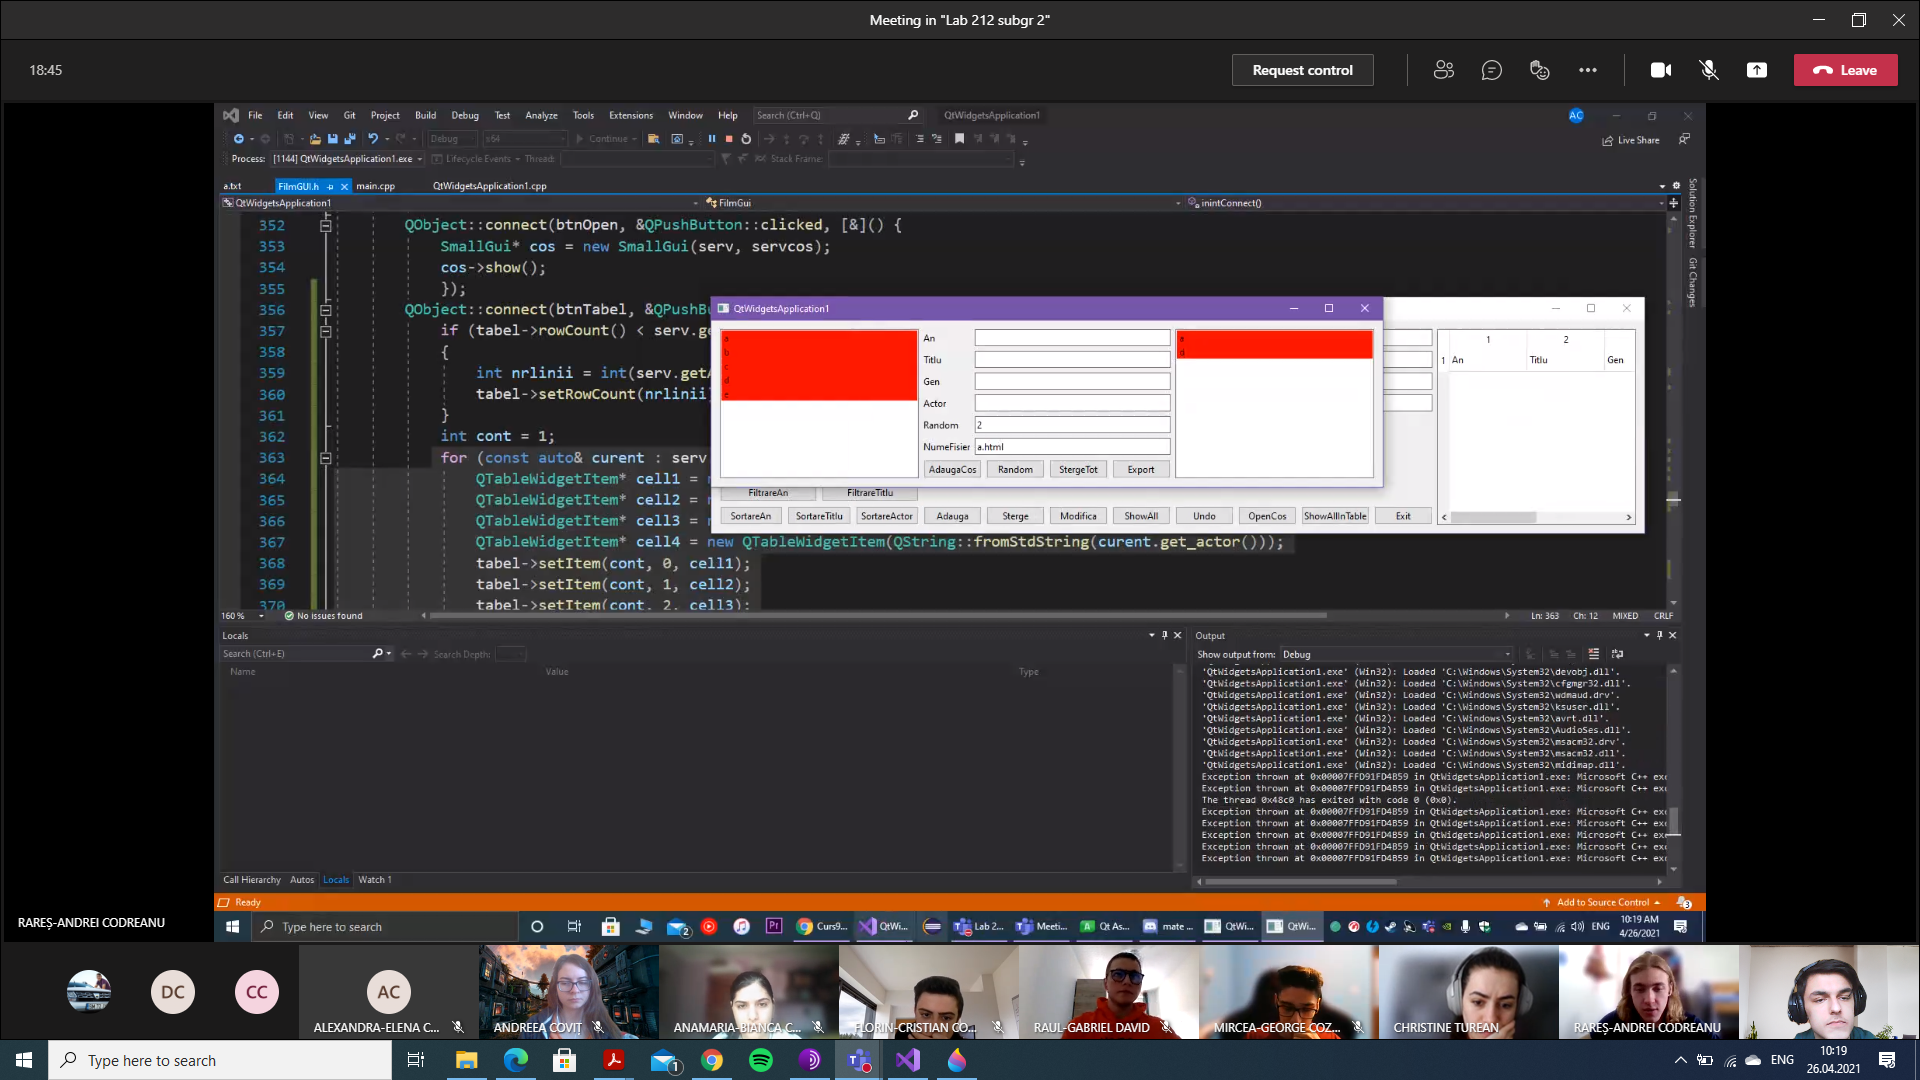 Meeting in "Lab 212 subgr 2"
18:45
Request control
Leave
File Edit View Git Project Build Debug Test Analyze Tools Extensions Window Help Search (Ctrl+Q) QtWidgetsApplication1 AC
Debug x64 Continue
Live Share
Process: [1144] QtWidgetsApplication1.exe Lifecycle Events Thread: Stack Frame:
a.txt FilmGUI.h main.cpp QtWidgetsApplication1.cpp
QtWidgetsApplication1 FilmGui inintConnect()
Solution Explorer
Git Changes
352 QObject::connect(btnOpen, &QPushButton::clicked, [&]() {
353 SmallGui* cos = new SmallGui(serv, servcos);
354 cos->show();
355 });
356 QObject::connect(btnTabel, &QPushB
357 if (tabel->rowCount() < serv.g
358 {
359 int nrlinii = int(serv.get
360 tabel->setRowCount(nrlinii
361 }
362 int cont = 1;
363 for (const auto& curent : serv
364 QTableWidgetItem* cell1 =
365 QTableWidgetItem* cell2 =
366 QTableWidgetItem* cell3 =
367 QTableWidgetItem* cell4 = new QTableWidgetItem(QString::fromStdString(curent.get_actor()));
368 tabel->setItem(cont, 0, cell1);
369 tabel->setItem(cont, 1, cell2);
370 tabel->setItem(cont, 2, cell3);
QtWidgetsApplication1
a
b
c
d
An
Titlu
Gen
Actor
Random 2
NumeFisier a.html
AdaugaCos Random StergeTot Export
a
d
1 2
1 An Titlu Gen
FiltrareAn FiltrareTitlu
SortareAn SortareTitlu SortareActor Adauga Sterge Modifica ShowAll Undo OpenCos ShowAllInTable Exit
160 % No issues found Ln: 363 Ch: 12 MIXED CRLF
Locals
Search (Ctrl+E) Search Depth:
Name Value Type
Call Hierarchy Autos Locals Watch 1
Output
Show output from: Debug
'QtWidgetsApplication1.exe' (Win32): Loaded 'C:\Windows\System32\devobj.dll'.
'QtWidgetsApplication1.exe' (Win32): Loaded 'C:\Windows\System32\cfgmgr32.dll'.
'QtWidgetsApplication1.exe' (Win32): Loaded 'C:\Windows\System32\wdmaud.drv'.
'QtWidgetsApplication1.exe' (Win32): Loaded 'C:\Windows\System32\ksuser.dll'.
'QtWidgetsApplication1.exe' (Win32): Loaded 'C:\Windows\System32\avrt.dll'.
'QtWidgetsApplication1.exe' (Win32): Loaded 'C:\Windows\System32\AudioSes.dll'.
'QtWidgetsApplication1.exe' (Win32): Loaded 'C:\Windows\System32\msacm32.drv'.
'QtWidgetsApplication1.exe' (Win32): Loaded 'C:\Windows\System32\msacm32.dll'.
'QtWidgetsApplication1.exe' (Win32): Loaded 'C:\Windows\System32\midimap.dll'.
Exception thrown at 0x00007FFD91FD4B59 in QtWidgetsApplication1.exe: Microsoft C++ exc
Exception thrown at 0x00007FFD91FD4B59 in QtWidgetsApplication1.exe: Microsoft C++ exc
The thread 0x48c0 has exited with code 0 (0x0).
Exception thrown at 0x00007FFD91FD4B59 in QtWidgetsApplication1.exe: Microsoft C++ exc
Exception thrown at 0x00007FFD91FD4B59 in QtWidgetsApplication1.exe: Microsoft C++ exc
Exception thrown at 0x00007FFD91FD4B59 in QtWidgetsApplication1.exe: Microsoft C++ exc
Exception thrown at 0x00007FFD91FD4B59 in QtWidgetsApplication1.exe: Microsoft C++ exc
Exception thrown at 0x00007FFD91FD4B59 in QtWidgetsApplication1.exe: Microsoft C++ exc
Ready Add to Source Control 3
Type here to search 2 Curs9... QtWi... Lab 2... Meeti... Qt As... mate ... QtWi... QtWi... ENG 10:19 AM
4/26/2021
RAREȘ-ANDREI CODREANU
DC CC AC
ALEXANDRA-ELENA C... ANDREEA COVIT ANAMARIA-BIANCA C... FLORIN-CRISTIAN CO... RAUL-GABRIEL DAVID MIRCEA-GEORGE COZ... CHRISTINE TUREAN RAREȘ-ANDREI CODREANU
Type here to search 1 ENG 10:19
26.04.2021